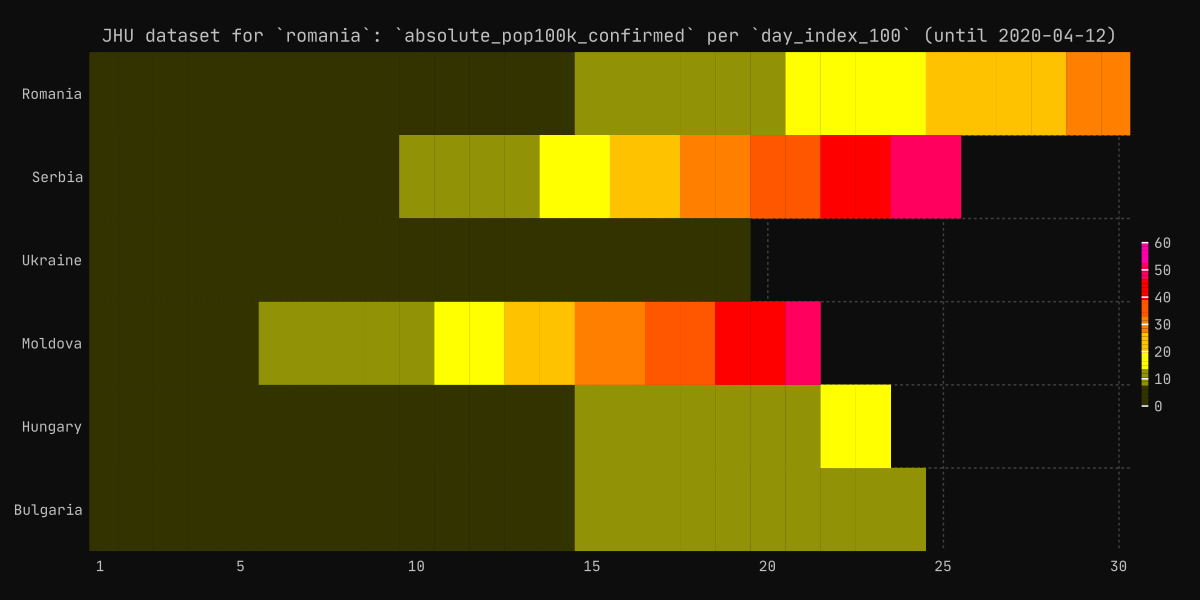 JHU dataset for `romania`: `absolute_pop100k_confirmed` per `day_index_100` (until 2020-04-12)
Romania
Serbia
Ukraine
Moldova
Hungary
Bulgaria
60
50
40
30
20
10
0
1 5 10 15 20 25 30